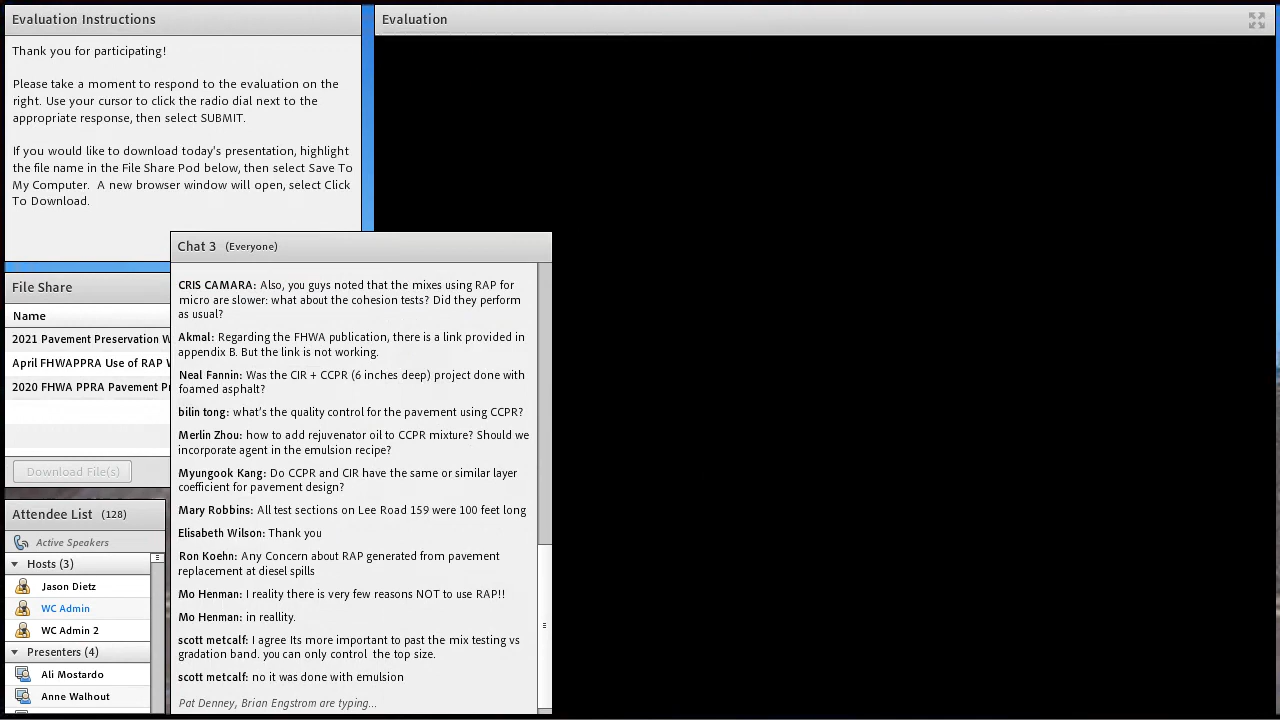 Evaluation Instructions
Thank you for participating!
Please take a moment to respond to the evaluation on the
right. Use your cursor to click the radio dial next to the
appropriate response, then select SUBMIT.
If you would like to download today's presentation, highlight
the file name in the File Share Pod below, then select Save To
My Computer.  A new browser window will open, select Click
To Download.
Evaluation
File Share
Name
2021 Pavement Preservation W
April FHWAPPRA Use of RAP
2020 FHWA PPRA Pavement Pr
Download File(s)
Attendee List (128)
Active Speakers
Hosts (3)
Jason Dietz
WC Admin
WC Admin 2
Presenters (4)
Ali Mostardo
Anne Walhout
Chat 3 (Everyone)
CRIS CAMARA: Also, you guys noted that the mixes using RAP for
micro are slower: what about the cohesion tests? Did they perform
as usual?
Akmal: Regarding the FHWA publication, there is a link provided in
appendix B. But the link is not working.
Neal Fannin: Was the CIR + CCPR (6 inches deep) project done with
foamed asphalt?
bilin tong: what's the quality control for the pavement using CCPR?
Merlin Zhou: how to add rejuvenator oil to CCPR mixture? Should we
incorporate agent in the emulsion recipe?
Myungook Kang: Do CCPR and CIR have the same or similar layer
coefficient for pavement design?
Mary Robbins: All test sections on Lee Road 159 were 100 feet long
Elisabeth Wilson: Thank you
Ron Koehn: Any Concern about RAP generated from pavement
replacement at diesel spills
Mo Henman: I reality there is very few reasons NOT to use RAP!!
Mo Henman: in reallity.
scott metcalf: I agree Its more important to past the mix testing vs
gradation band. you can only control  the top size.
scott metcalf: no it was done with emulsion
Pat Denney, Brian Engstrom are typing...